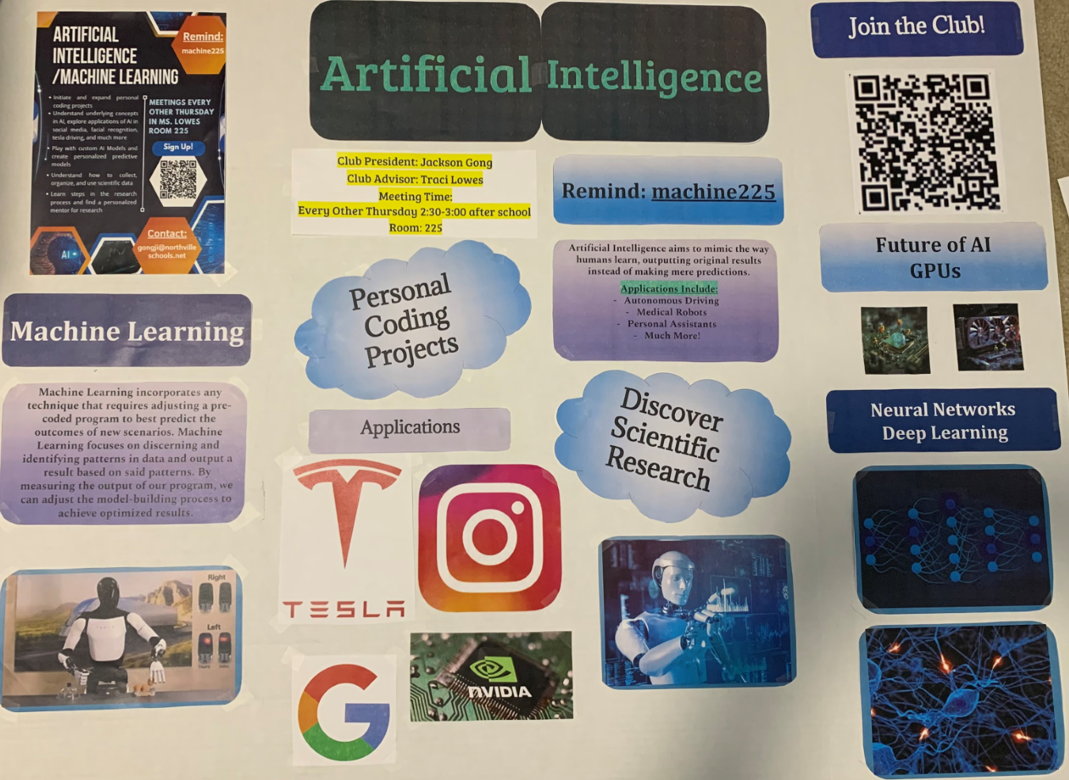 ARTIFICIAL
INTELLIGENCE
/MACHINE LEARNING
Remind:
machine225
• Initiate and expand personal
coding projects
• Understand underlying concepts
in AI, explore applications of AI in
social media, facial recognition,
tesla driving, and much more
• Play with custom AI Models and
create personalized predictive
models
• Understand how to collect,
organize, and use scientific data
• Learn steps in the research
process and find a personalized
mentor for research
MEETINGS EVERY
OTHER THURSDAY
IN MS. LOWES
ROOM 225
Sign Up!
Contact:
gongji@northville
schools.net
AI
Machine Learning
Machine Learning incorporates any
technique that requires adjusting a pre-
coded program to best predict the
outcomes of new scenarios. Machine
Learning focuses on discerning and
identifying patterns in data and output a
result based on said patterns. By
measuring the output of our program, we
can adjust the model-building process to
achieve optimized results.
Right
Left
Artificial Intelligence
Club President: Jackson Gong
Club Advisor: Traci Lowes
Meeting Time:
Every Other Thursday 2:30-3:00 after school
Room: 225
Personal
Coding
Projects
Applications
TESLA
G
NVIDIA
Remind: machine225
Artificial Intelligence aims to mimic the way
humans learn, outputting original results
instead of making mere predictions.
Applications Include:
- Autonomous Driving
- Medical Robots
- Personal Assistants
- Much More!
Discover
Scientific
Research
Join the Club!
Future of AI
GPUs
Neural Networks
Deep Learning